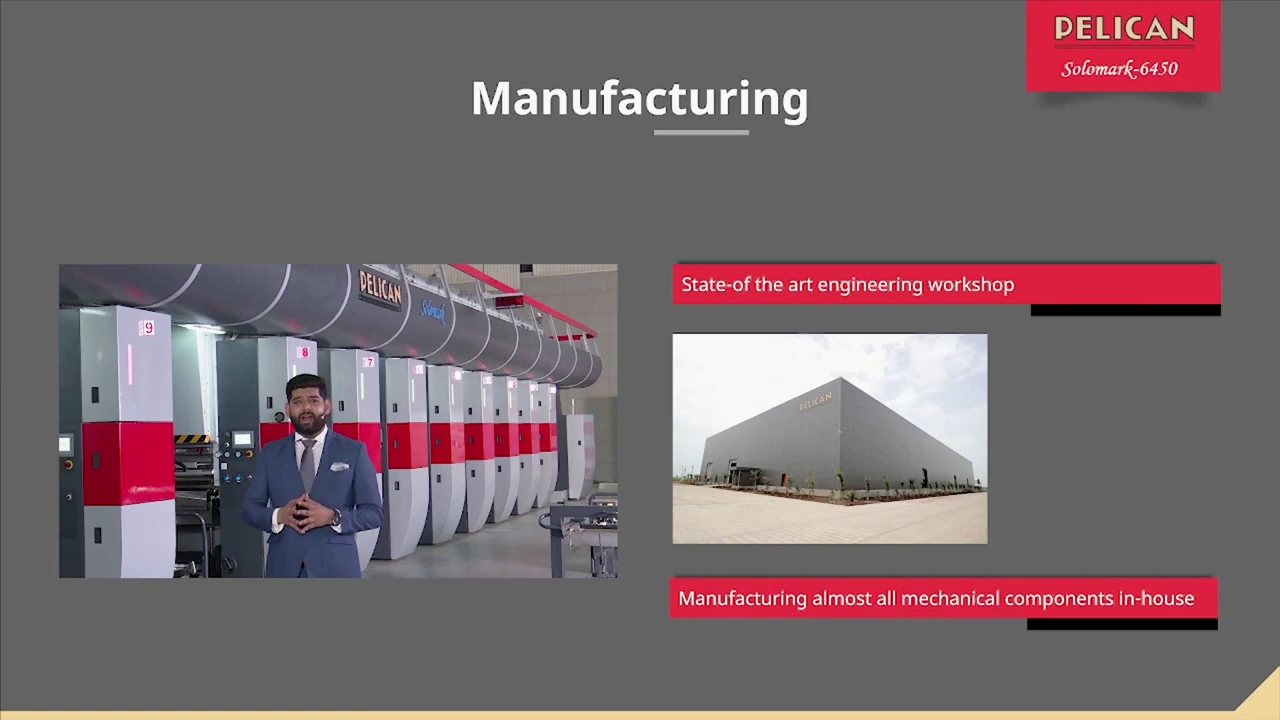 PELICAN
Solomark-6450
Manufacturing
State-of the art engineering workshop
PELICAN
Solomark
9
8
7
PELICAN
Manufacturing almost all mechanical components in-house